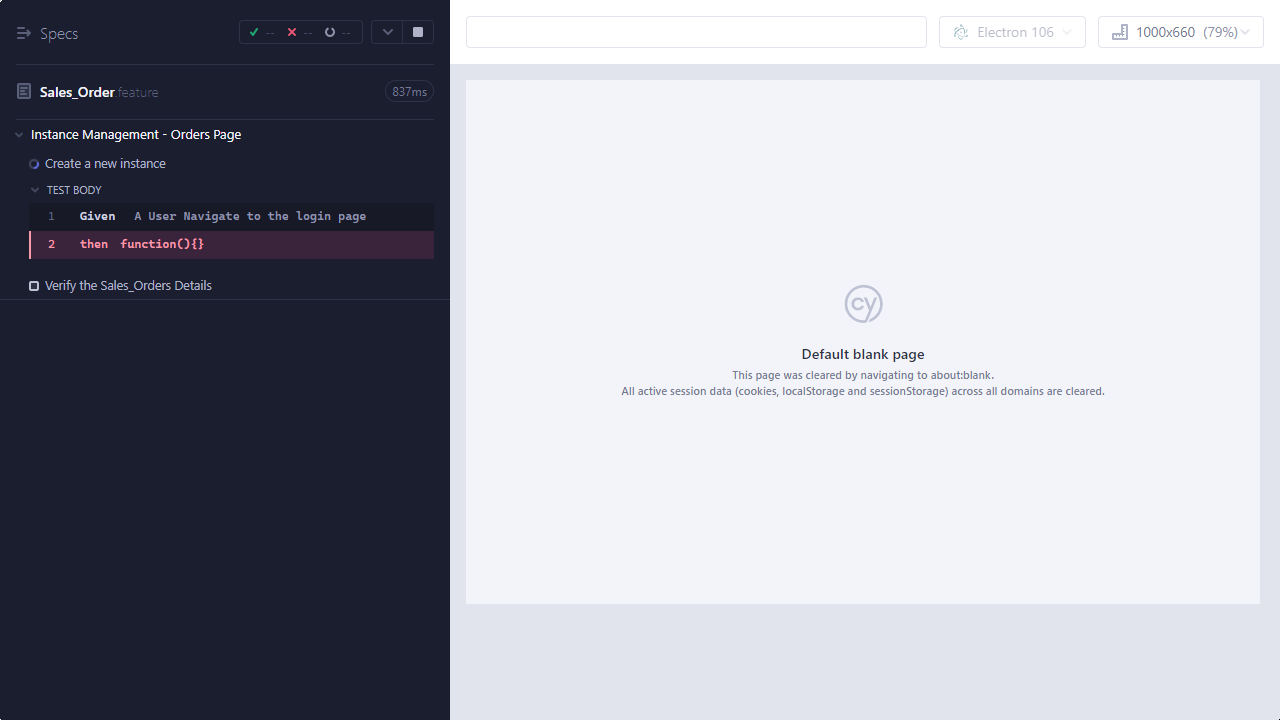 Specs
-- -- --
Sales_Order.feature 837ms
Instance Management - Orders Page
Create a new instance
TEST BODY
1 Given A User Navigate to the login page
2 then function(){}
Verify the Sales_Orders Details
Electron 106
1000x660 (79%)
cy
Default blank page
This page was cleared by navigating to about:blank.
All active session data (cookies, localStorage and sessionStorage) across all domains are cleared.